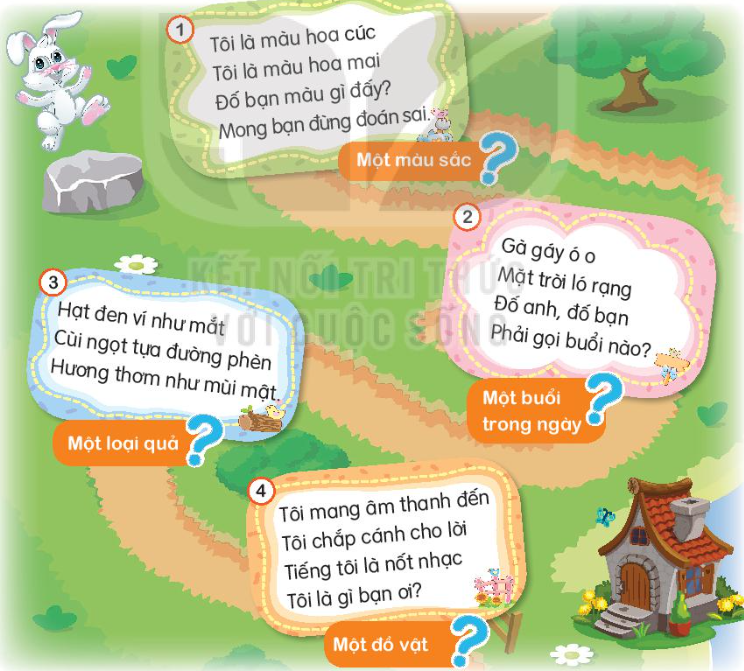 1
Tôi là màu hoa cúc
Tôi là màu hoa mai
Đố bạn màu gì đấy?
Mong bạn đừng đoán sai.
Một màu sắc
2
Gà gáy ó o
Mặt trời ló rạng
Đố anh, đố bạn
Phải gọi buổi nào?
Một buổi
trong ngày
KẾT NỐI TRI THỨC
VỚI CUỘC SỐNG
3
Hạt đen ví như mắt
Cùi ngọt tựa đường phèn
Hương thơm như mùi mật.
Một loại quả
4
Tôi mang âm thanh đến
Tôi chắp cánh cho lời
Tiếng tôi là nốt nhạc
Tôi là gì bạn ơi?
Một đồ vật